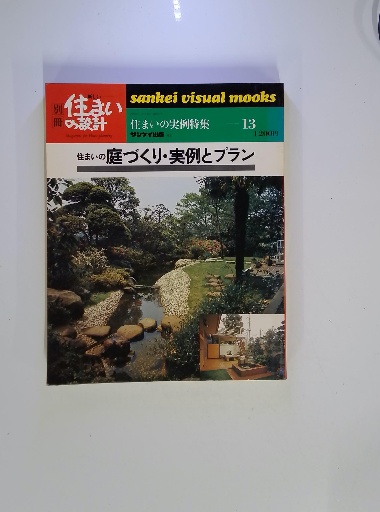 別冊
住まい
の設計
sankei visual mooks
住まいの実例特集 13
サンケイ出版
住まいの庭づくり・実例とプラン